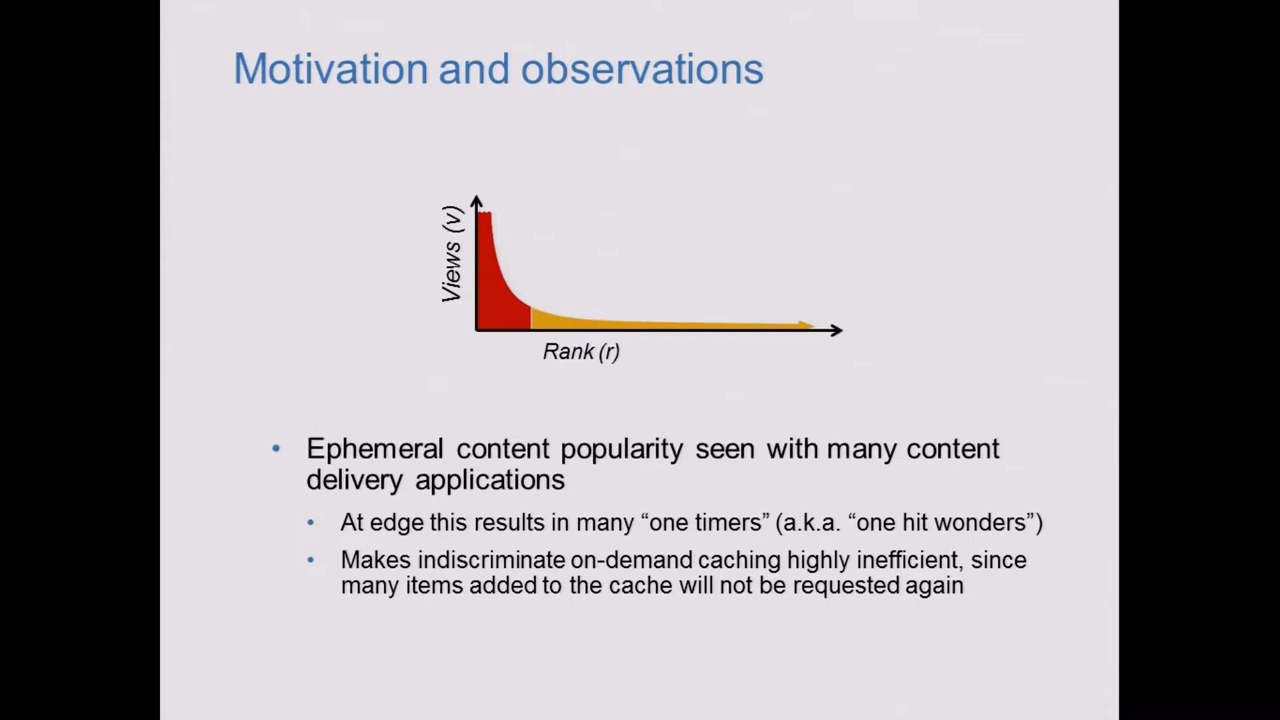 Motivation and observations
Views (v)
Rank (r)
• Ephemeral content popularity seen with many content
delivery applications
• At edge this results in many “one timers” (a.k.a. “one hit wonders”)
• Makes indiscriminate on-demand caching highly inefficient, since
many items added to the cache will not be requested again